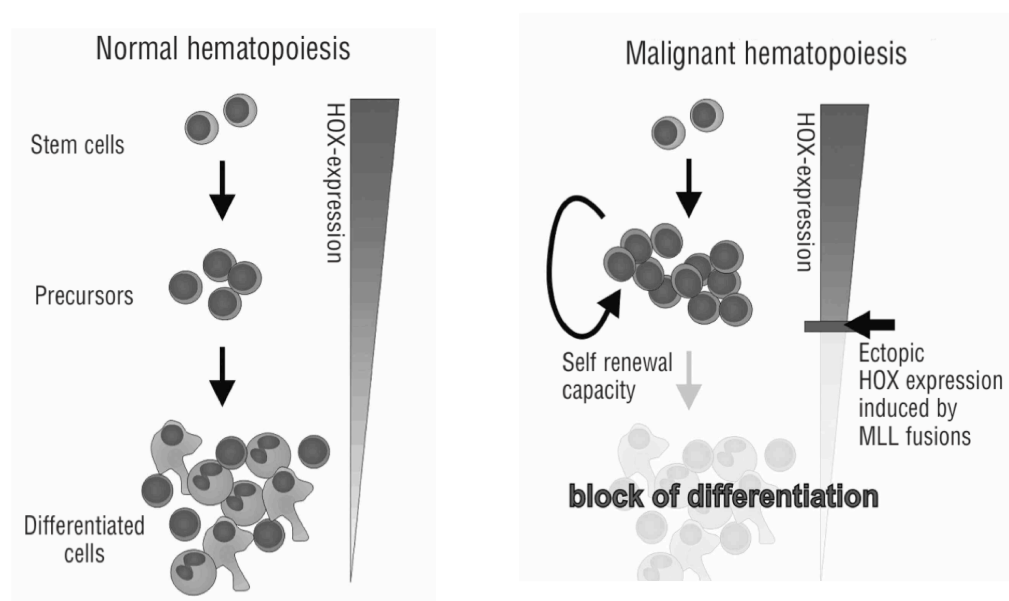 Normal hematopoiesis
Stem cells
HOX-expression
Precursors
Differentiated
cells
Malignant hematopoiesis
HOX-expression
Self renewal
capacity
Ectopic
HOX expression
induced by
MLL fusions
block of differentiation